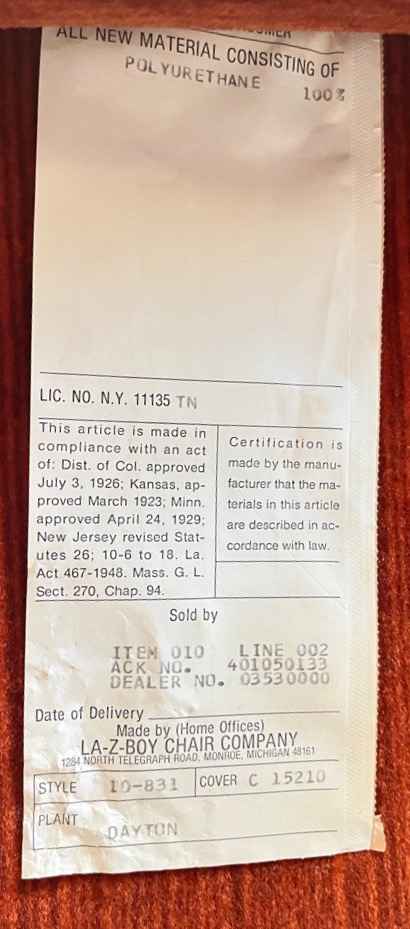 ALL NEW MATERIAL CONSISTING OF
POLYURETHANE 100%
LIC. NO. N.Y. 11135 TN
This article is made in
compliance with an act
of: Dist. of Col. approved
July 3, 1926; Kansas, ap-
proved March 1923; Minn.
approved April 24, 1929;
New Jersey revised Stat-
utes 26; 10-6 to 18. La.
Act 467-1948. Mass. G. L.
Sect. 270, Chap. 94.
Certification is
made by the manu-
facturer that the ma-
terials in this article
are described in ac-
cordance with law.
Sold by
ITEM 010 LINE 002
ACK NO. 401050133
DEALER NO. 03530000
Date of Delivery
Made by (Home Offices)
LA-Z-BOY CHAIR COMPANY
1284 NORTH TELEGRAPH ROAD, MONROE, MICHIGAN 48161
STYLE 10-831 COVER C 15210
PLANT
DAYTON